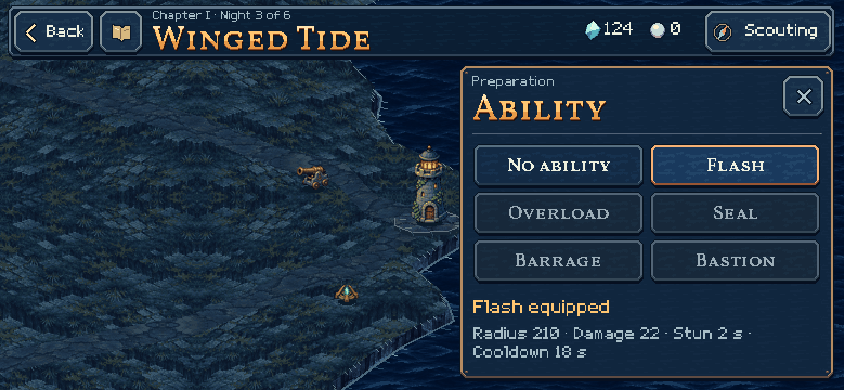 Back
Chapter I · Night 3 of 6
Winged Tide
124
0
Scouting
Preparation
Ability
No ability
Flash
Overload
Seal
Barrage
Bastion
Flash equipped
Radius 210 · Damage 22 · Stun 2 s ·
Cooldown 18 s